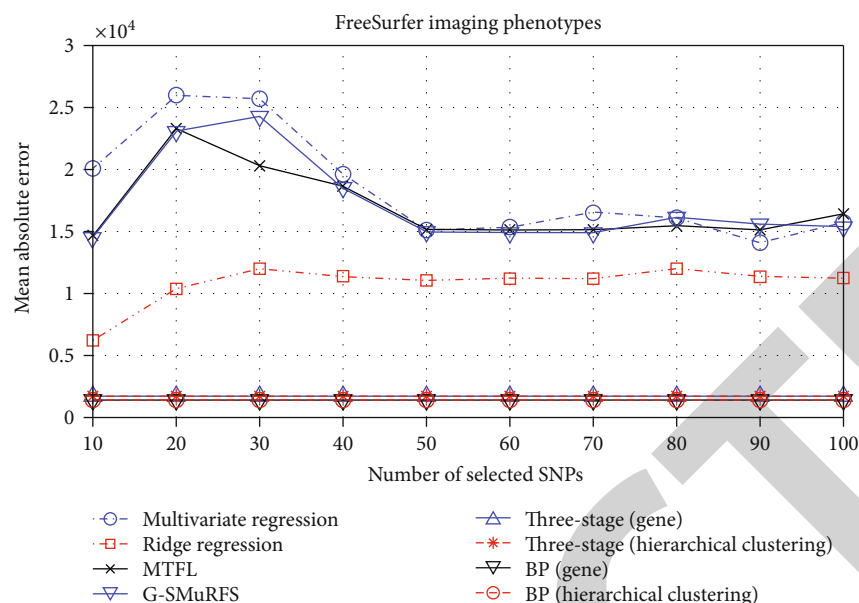 FreeSurfer imaging phenotypes
×10⁴
3
2.5
2
1.5
1
0.5
0
Mean absolute error
10 20 30 40 50 60 70 80 90 100
Number of selected SNPs
Multivariate regression
Ridge regression
MTFL
G-SMuRFS
Three-stage (gene)
Three-stage (hierarchical clustering)
BP (gene)
BP (hierarchical clustering)